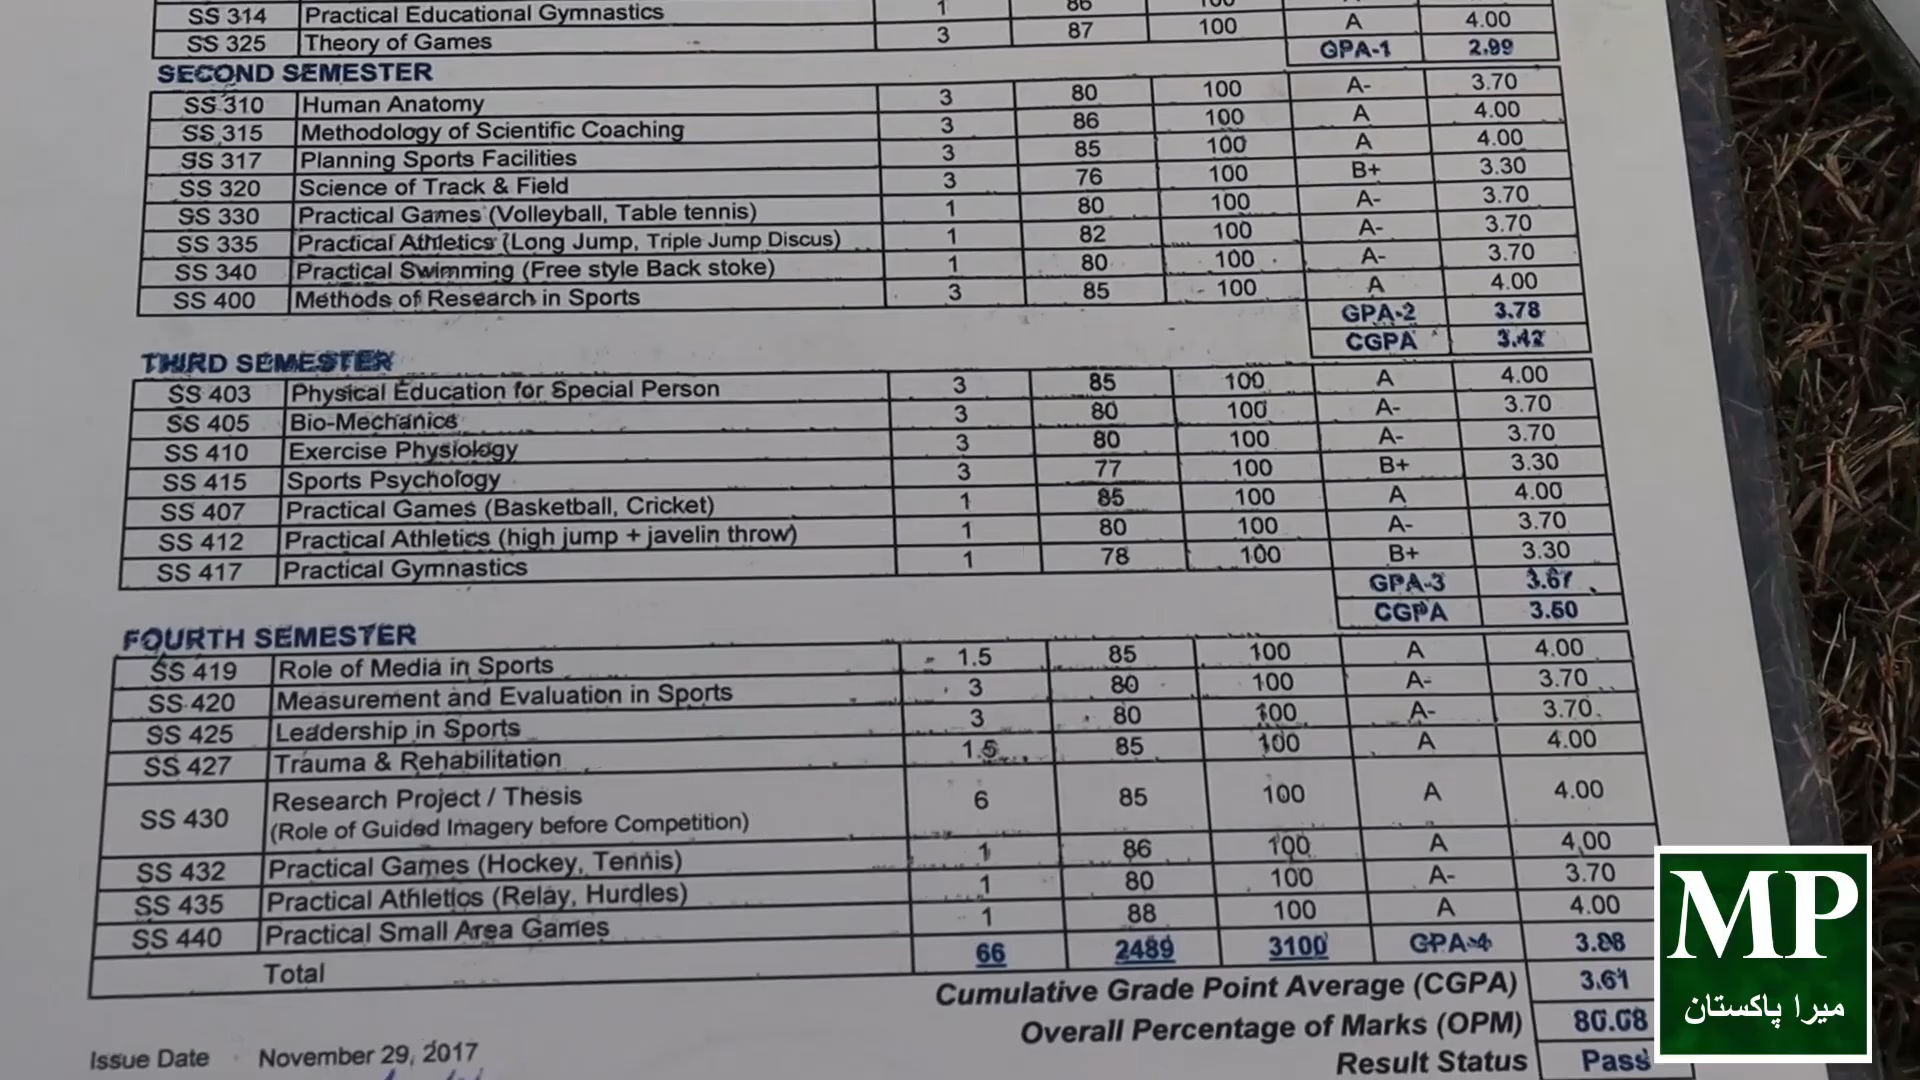 SS 314 Practical Educational Gymnastics 1 86 100 A 4.00
SS 325 Theory of Games 3 87 100 A 4.00
GPA-1 2.99
SECOND SEMESTER
SS 310 Human Anatomy 3 80 100 A- 3.70
SS 315 Methodology of Scientific Coaching 3 86 100 A 4.00
SS 317 Planning Sports Facilities 3 85 100 A 4.00
SS 320 Science of Track & Field 3 76 100 B+ 3.30
SS 330 Practical Games (Volleyball, Table tennis) 1 80 100 A- 3.70
SS 335 Practical Athletics (Long Jump, Triple Jump Discus) 1 82 100 A- 3.70
SS 340 Practical Swimming (Free style Back stoke) 1 80 100 A- 3.70
SS 400 Methods of Research in Sports 3 85 100 A 4.00
GPA-2 3.78
CGPA 3.42
THIRD SEMESTER
SS 403 Physical Education for Special Person 3 85 100 A 4.00
SS 405 Bio-Mechanics 3 80 100 A- 3.70
SS 410 Exercise Physiology 3 80 100 A- 3.70
SS 415 Sports Psychology 3 77 100 B+ 3.30
SS 407 Practical Games (Basketball, Cricket) 1 85 100 A 4.00
SS 412 Practical Athletics (high jump + javelin throw) 1 80 100 A- 3.70
SS 417 Practical Gymnastics 1 78 100 B+ 3.30
GPA-3 3.67
CGPA 3.50
FOURTH SEMESTER
SS 419 Role of Media in Sports 1.5 85 100 A 4.00
SS 420 Measurement and Evaluation in Sports 3 80 100 A- 3.70
SS 425 Leadership in Sports 3 80 100 A- 3.70
SS 427 Trauma & Rehabilitation 1.5 85 100 A 4.00
SS 430 Research Project / Thesis 6 85 100 A 4.00
(Role of Guided Imagery before Competition)
SS 432 Practical Games (Hockey, Tennis) 1 86 100 A 4.00
SS 435 Practical Athletics (Relay, Hurdles) 1 80 100 A- 3.70
SS 440 Practical Small Area Games 1 88 100 A 4.00
Total 66 2489 3100 GPA-4 3.88
Cumulative Grade Point Average (CGPA) 3.61
Overall Percentage of Marks (OPM) 80.08
Result Status Pass
Issue Date November 29, 2017
MP
میرا پاکستان